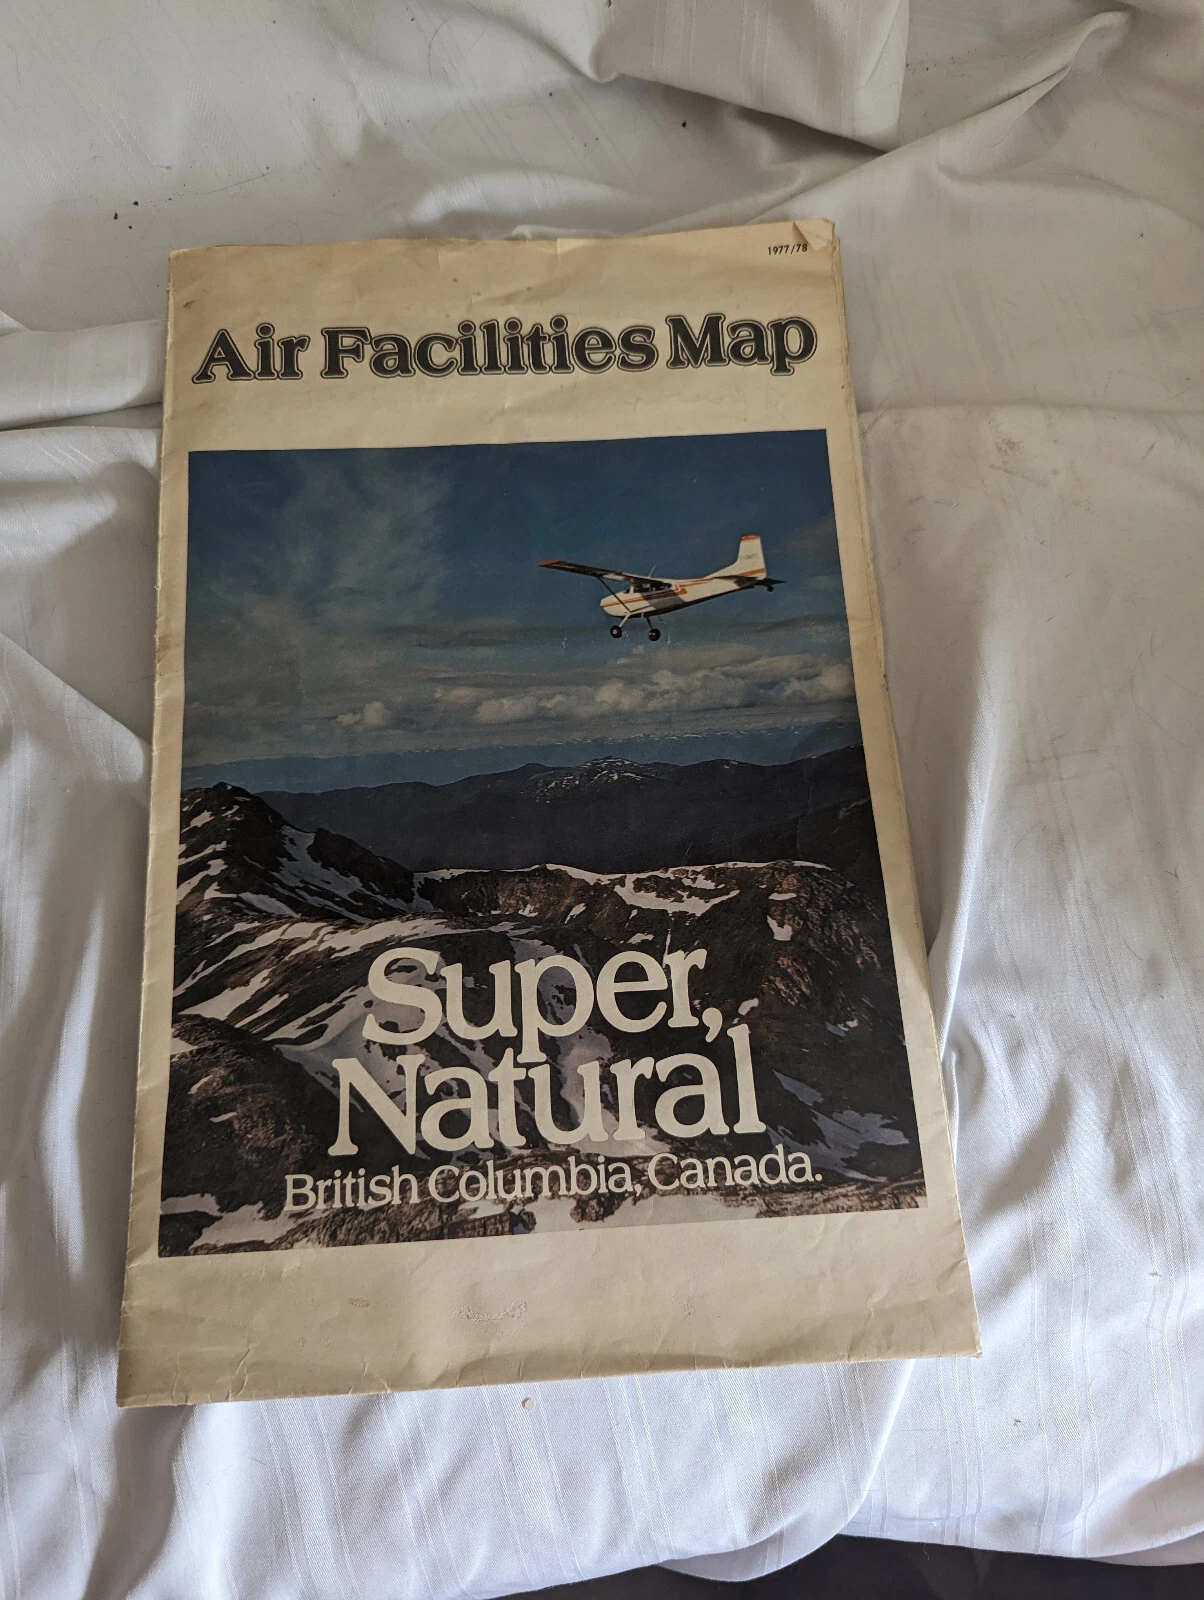 1977/78
Air Facilities Map
Super,
Natural
British Columbia, Canada.